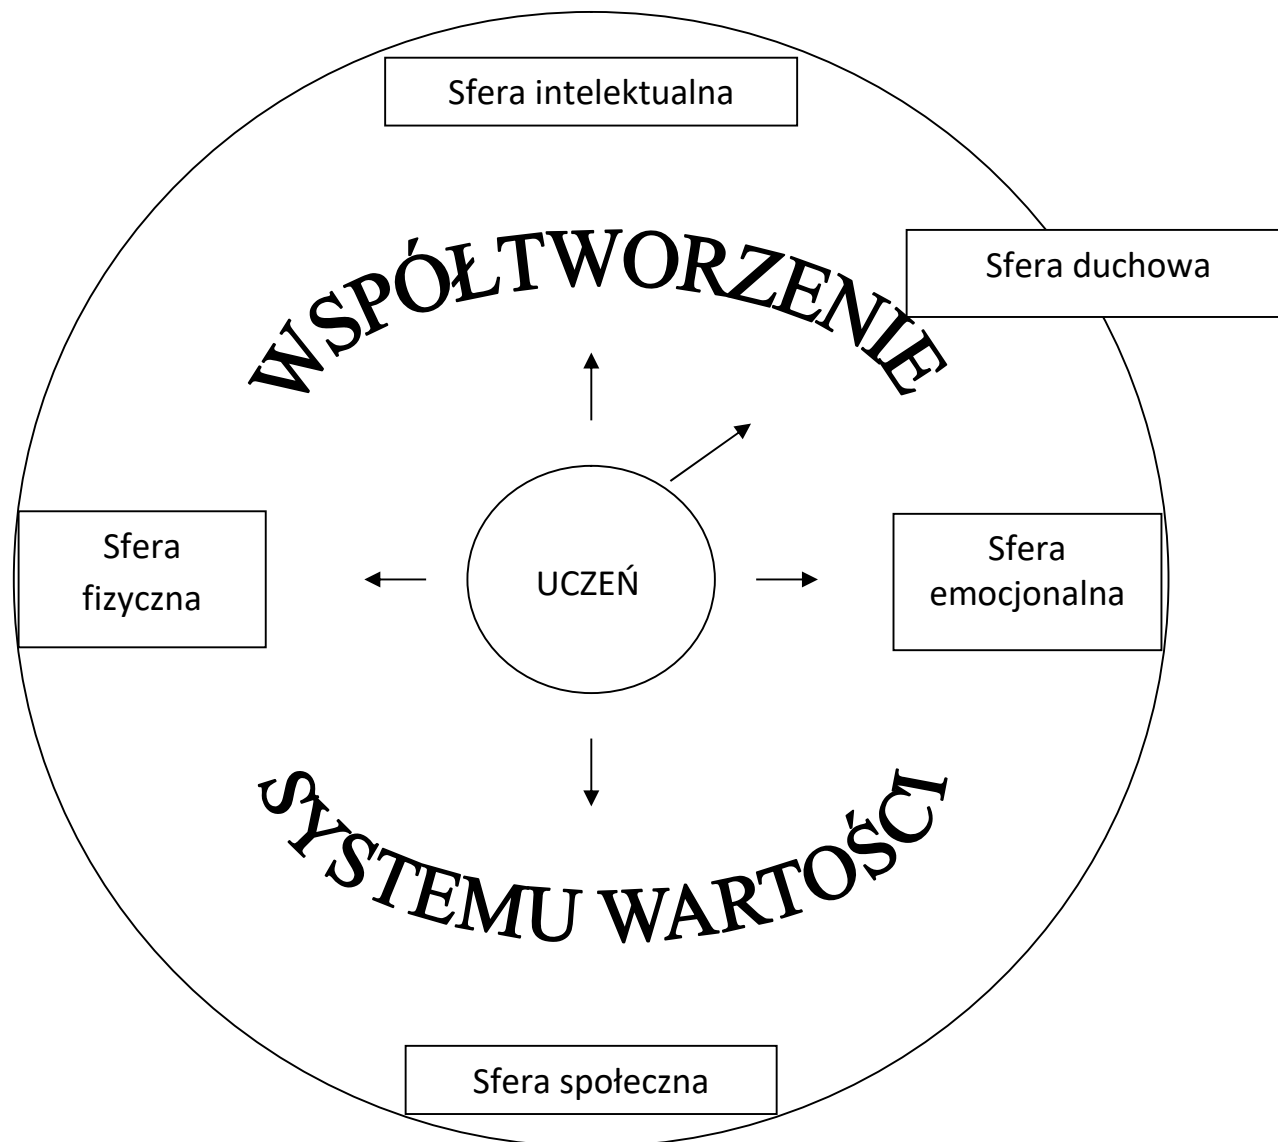 Sfera intelektualna
Sfera duchowa
WSPÓŁTWORZENIE
Sfera
fizyczna
UCZEŃ
Sfera
emocjonalna
SYSTEMU WARTOŚCI
Sfera społeczna